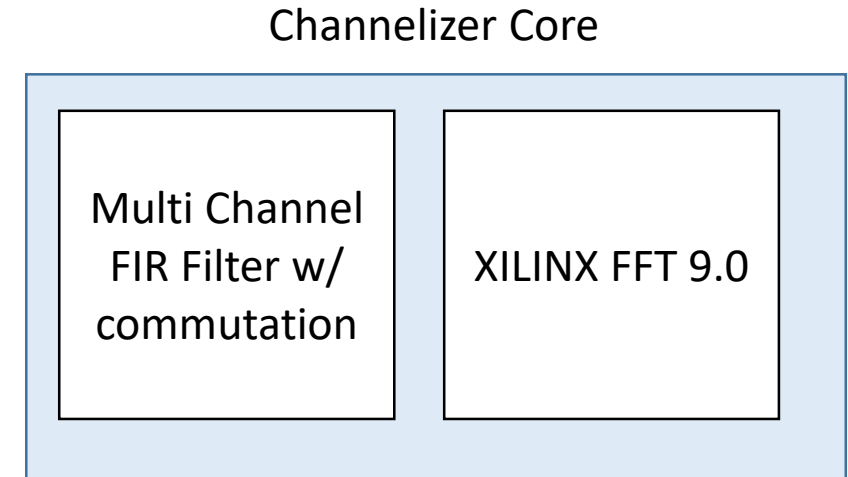 Channelizer Core
Multi Channel
FIR Filter w/
commutation
XILINX FFT 9.0